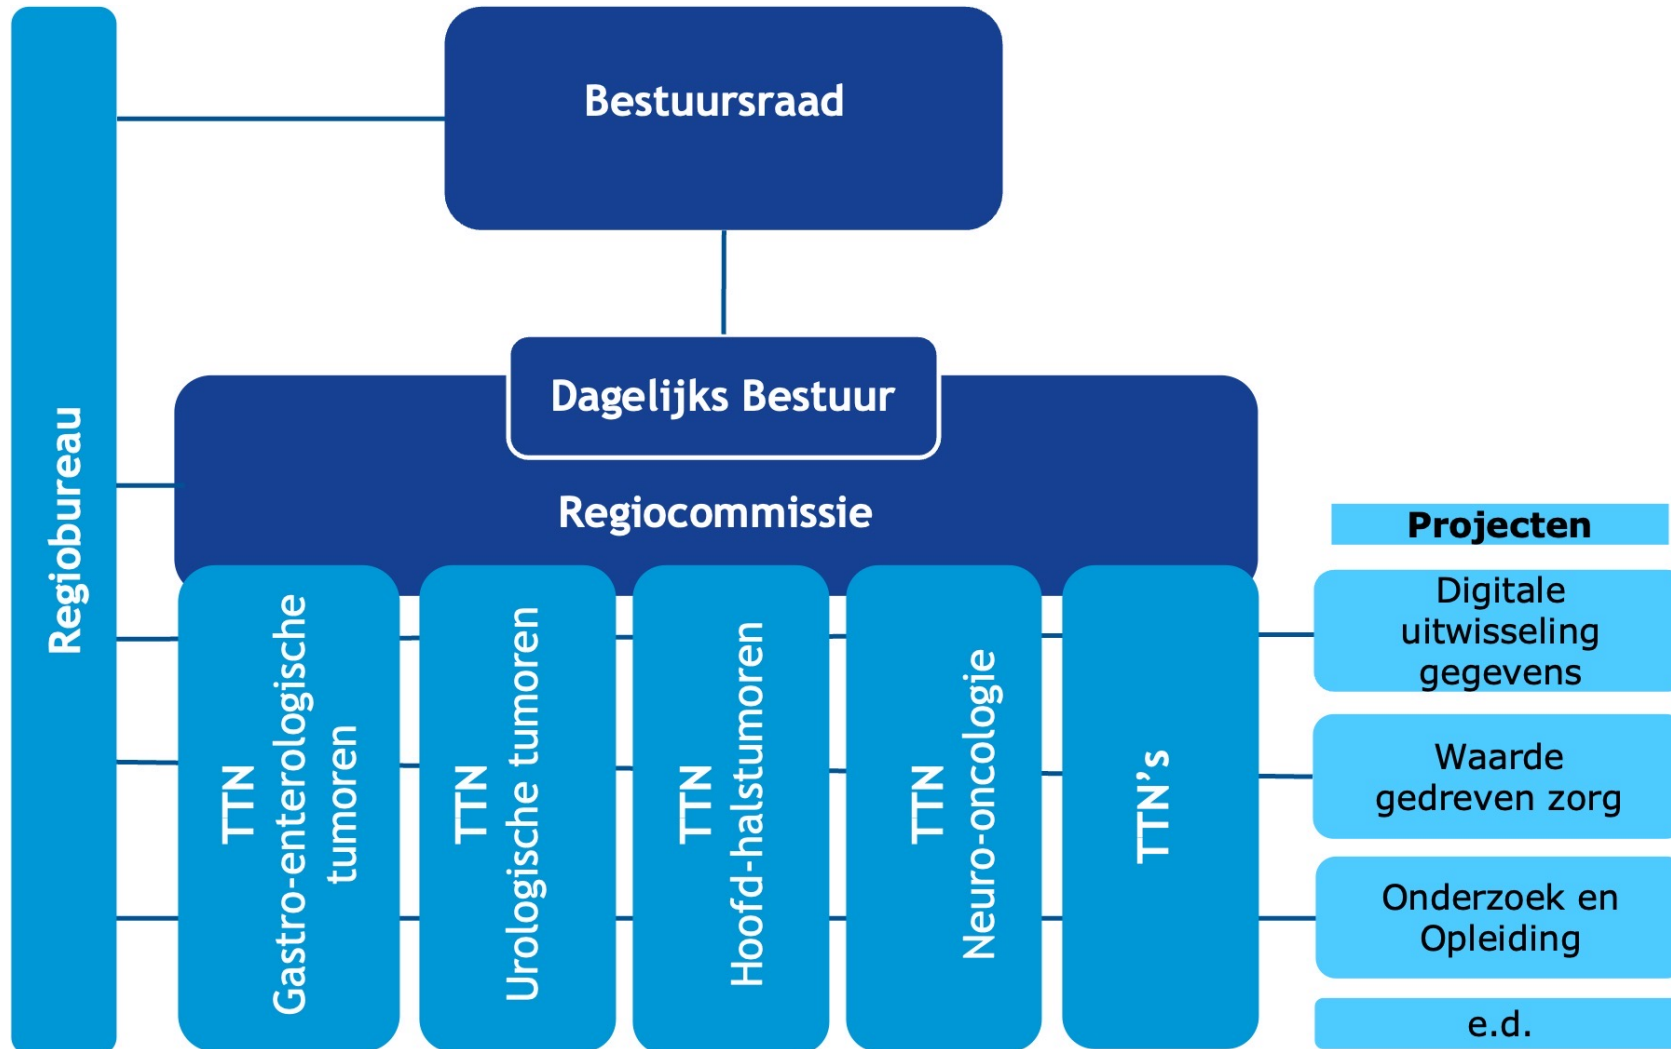 Bestuursraad
Dagelijks Bestuur
Regiocommissie
Regiobureau
TTN
Gastro-enterologische
tumoren
TTN
Urologische tumoren
TTN
Hoofd-halstumoren
TTN
Neuro-oncologie
TTN’s
Projecten
Digitale
uitwisseling
gegevens
Waarde
gedreven zorg
Onderzoek en
Opleiding
e.d.